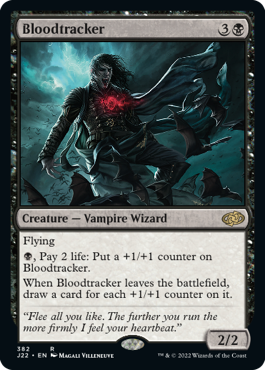 Bloodtracker 3
Creature — Vampire Wizard
Flying
, Pay 2 life: Put a +1/+1 counter on
Bloodtracker.
When Bloodtracker leaves the battlefield,
draw a card for each +1/+1 counter on it.
“Flee all you like. The further you run the
more firmly I feel your heartbeat.”
2/2
382 R
J22 • EN MAGALI VILLENEUVE
™ & © 2022 Wizards of the Coast